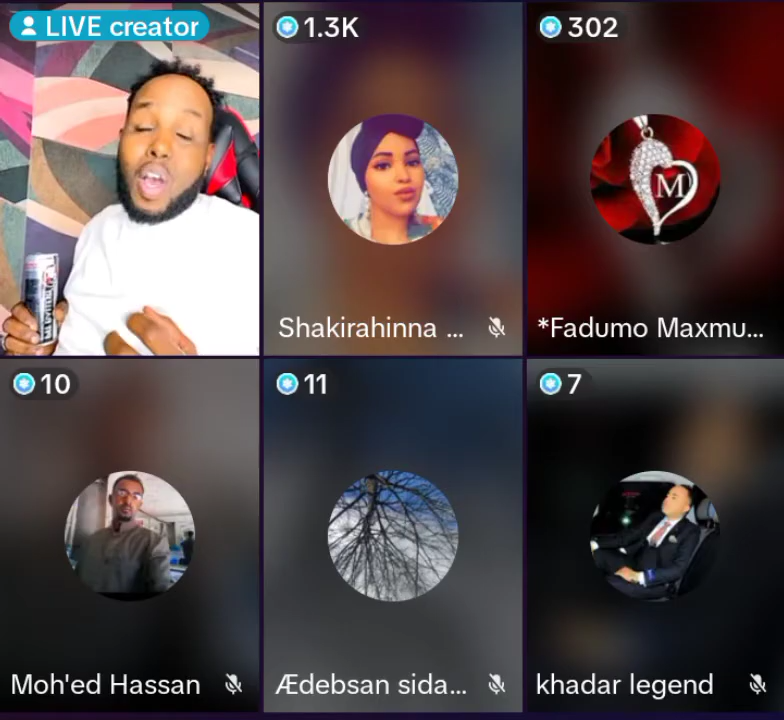 LIVE creator
1.3K
302
M
Shakirahinna ...
*Fadumo Maxmu...
10
11
7
Moh'ed Hassan
Ædebsan sida...
khadar legend